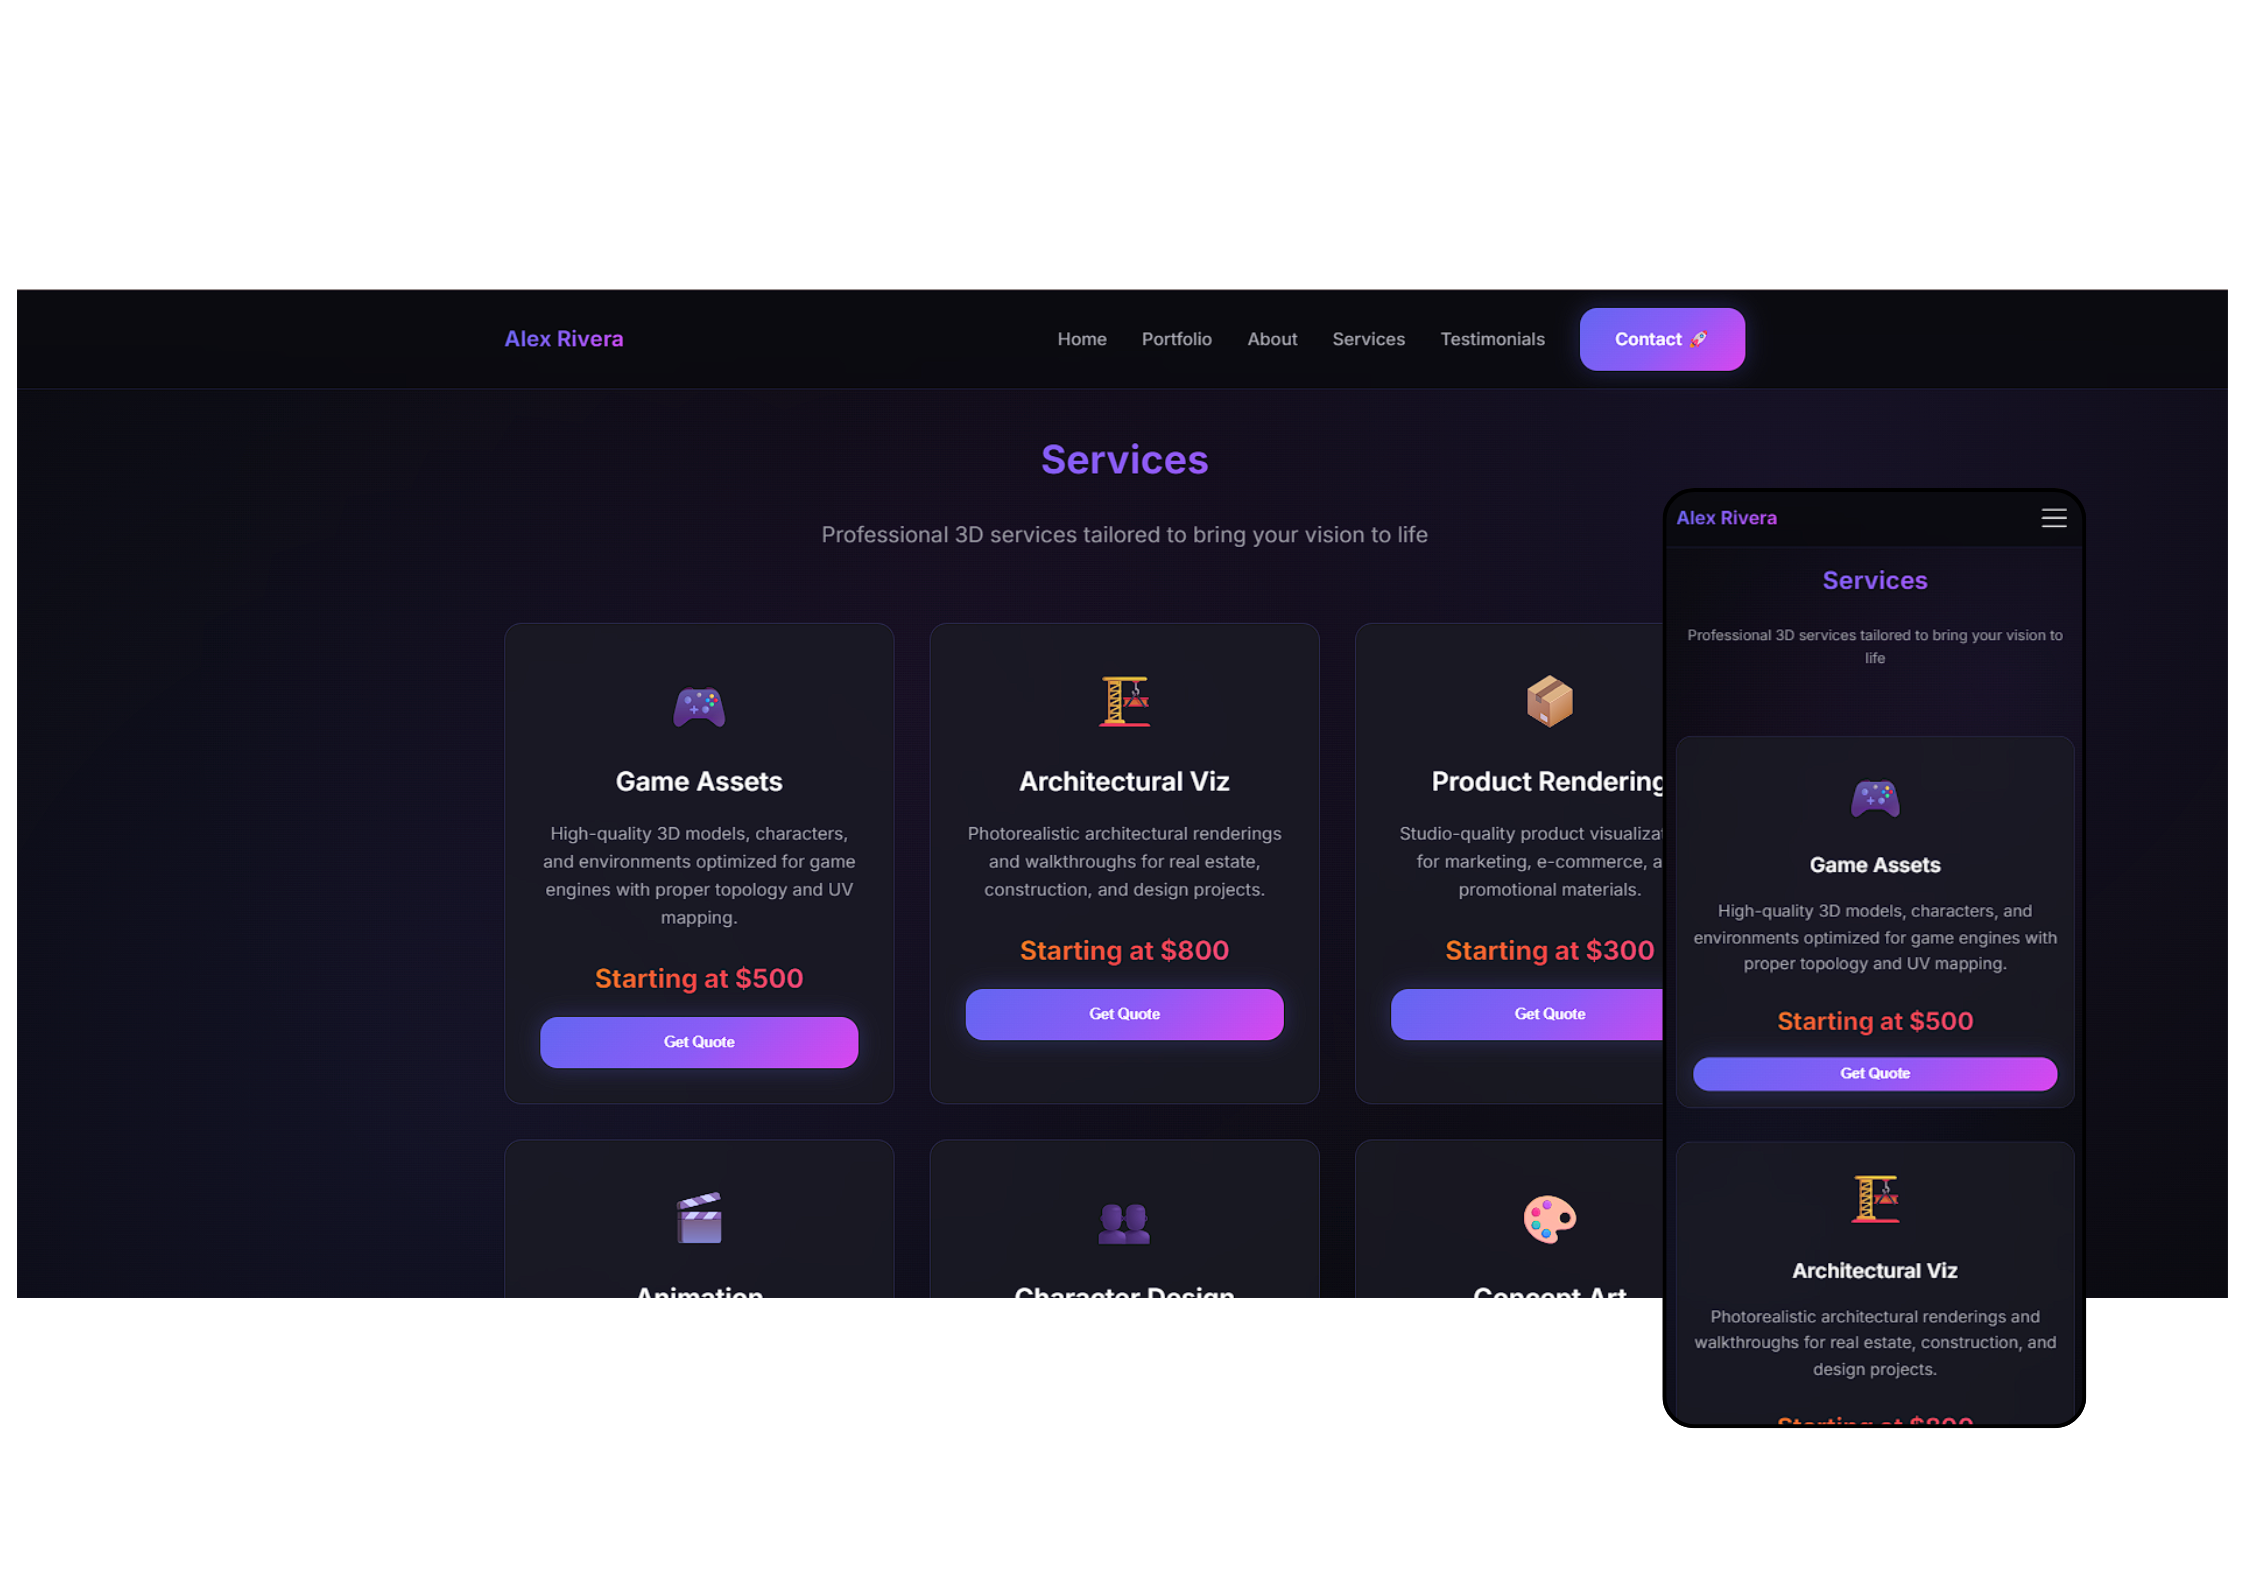 Alex Rivera
Home Portfolio About Services Testimonials Contact 🚀
Services
Professional 3D services tailored to bring your vision to life
Game Assets
High-quality 3D models, characters,
and environments optimized for game
engines with proper topology and UV
mapping.
Starting at $500
Get Quote
Architectural Viz
Photorealistic architectural renderings
and walkthroughs for real estate,
construction, and design projects.
Starting at $800
Get Quote
Product Rendering
Studio-quality product
for marketing, e-commerce,
promotional materials.
Starting at $300
Get Quote
Animation
Character Design
Concept Art
Alex Rivera
Services
Professional 3D services tailored to bring your vision to
life
Game Assets
High-quality 3D models, characters, and
environments optimized for game engines with
proper topology and UV mapping.
Starting at $500
Get Quote
Architectural Viz
Photorealistic architectural renderings and
walkthroughs for real estate, construction, and
design projects.
Starting at $800